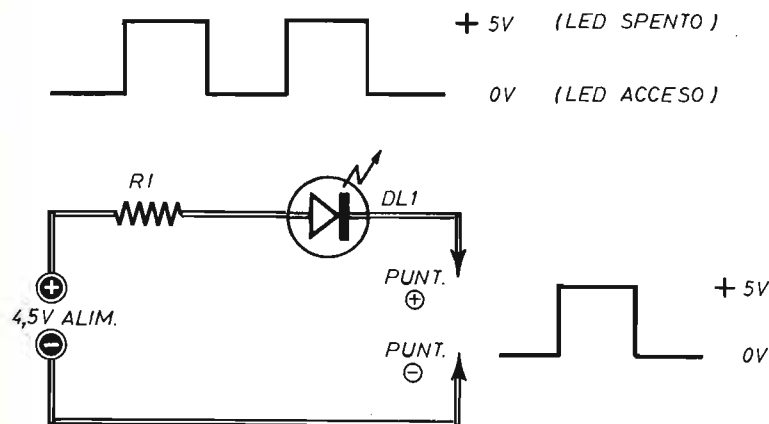 + 5V (LED SPENTO)
0V (LED ACCESO)
R1
DL1
PUNT.
+
+
4,5V ALIM.
−
PUNT.
−
+ 5V
0V